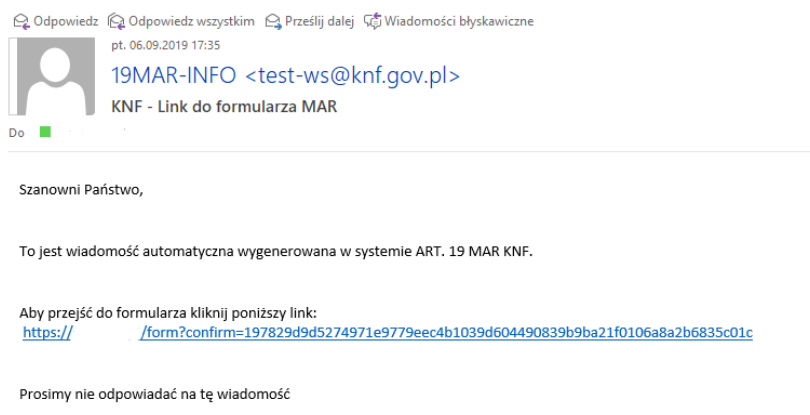 Odpowiedz Odpowiedz wszystkim Prześlij dalej Wiadomości błyskawiczne
pt. 06.09.2019 17:35
19MAR-INFO <test-ws@knf.gov.pl>
KNF - Link do formularza MAR
Do
Szanowni Państwo,
To jest wiadomość automatyczna wygenerowana w systemie ART. 19 MAR KNF.
Aby przejść do formularza kliknij poniższy link:
https:// /form?confirm=197829d9d5274971e9779eec4b1039d604490839b9ba21f0106a8a2b6835c01c
Prosimy nie odpowiadać na tę wiadomość